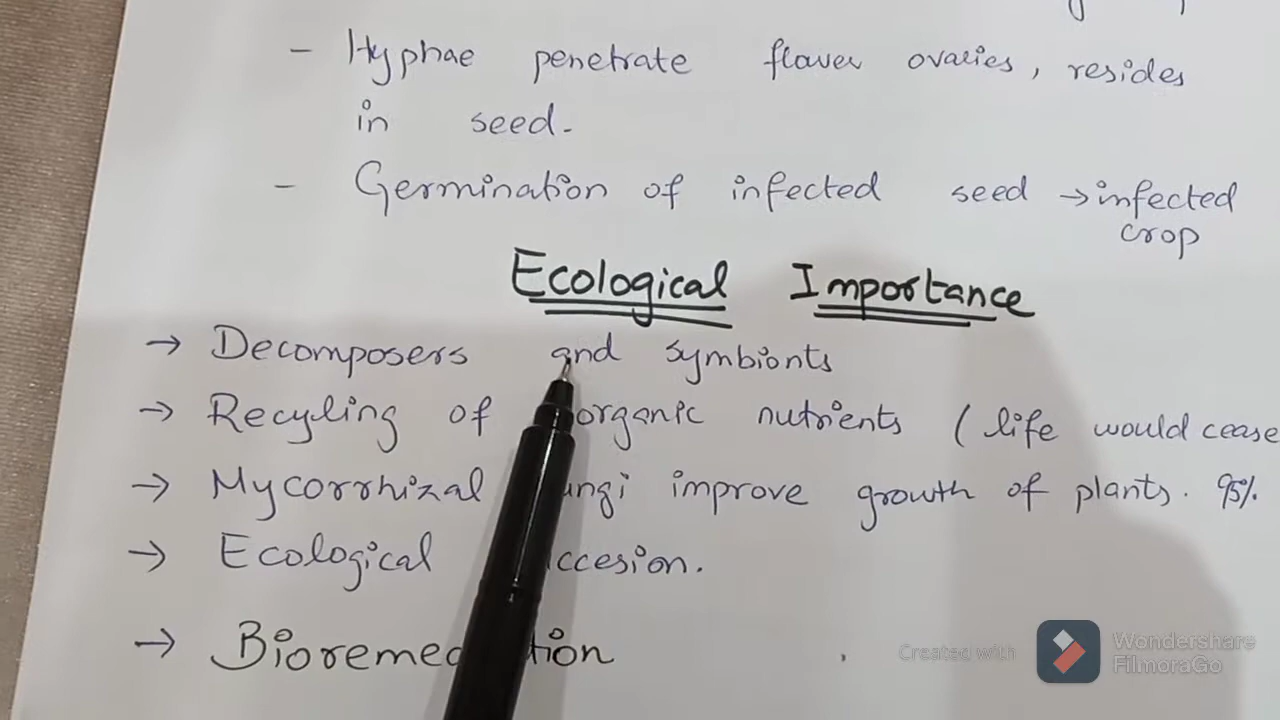 - Hyphae penetrate flower ovaries, resides
in seed.
- Germination of infected seed → infected
crop
Ecological Importance
→ Decomposers and symbionts
→ Recyling of organic nutrients ( life would cease
→ Mycorrhizal ungi improve growth of plants. 95%
→ Ecological ccesion.
→ Bioremed tion
Created with Wondershare
FilmoraGo